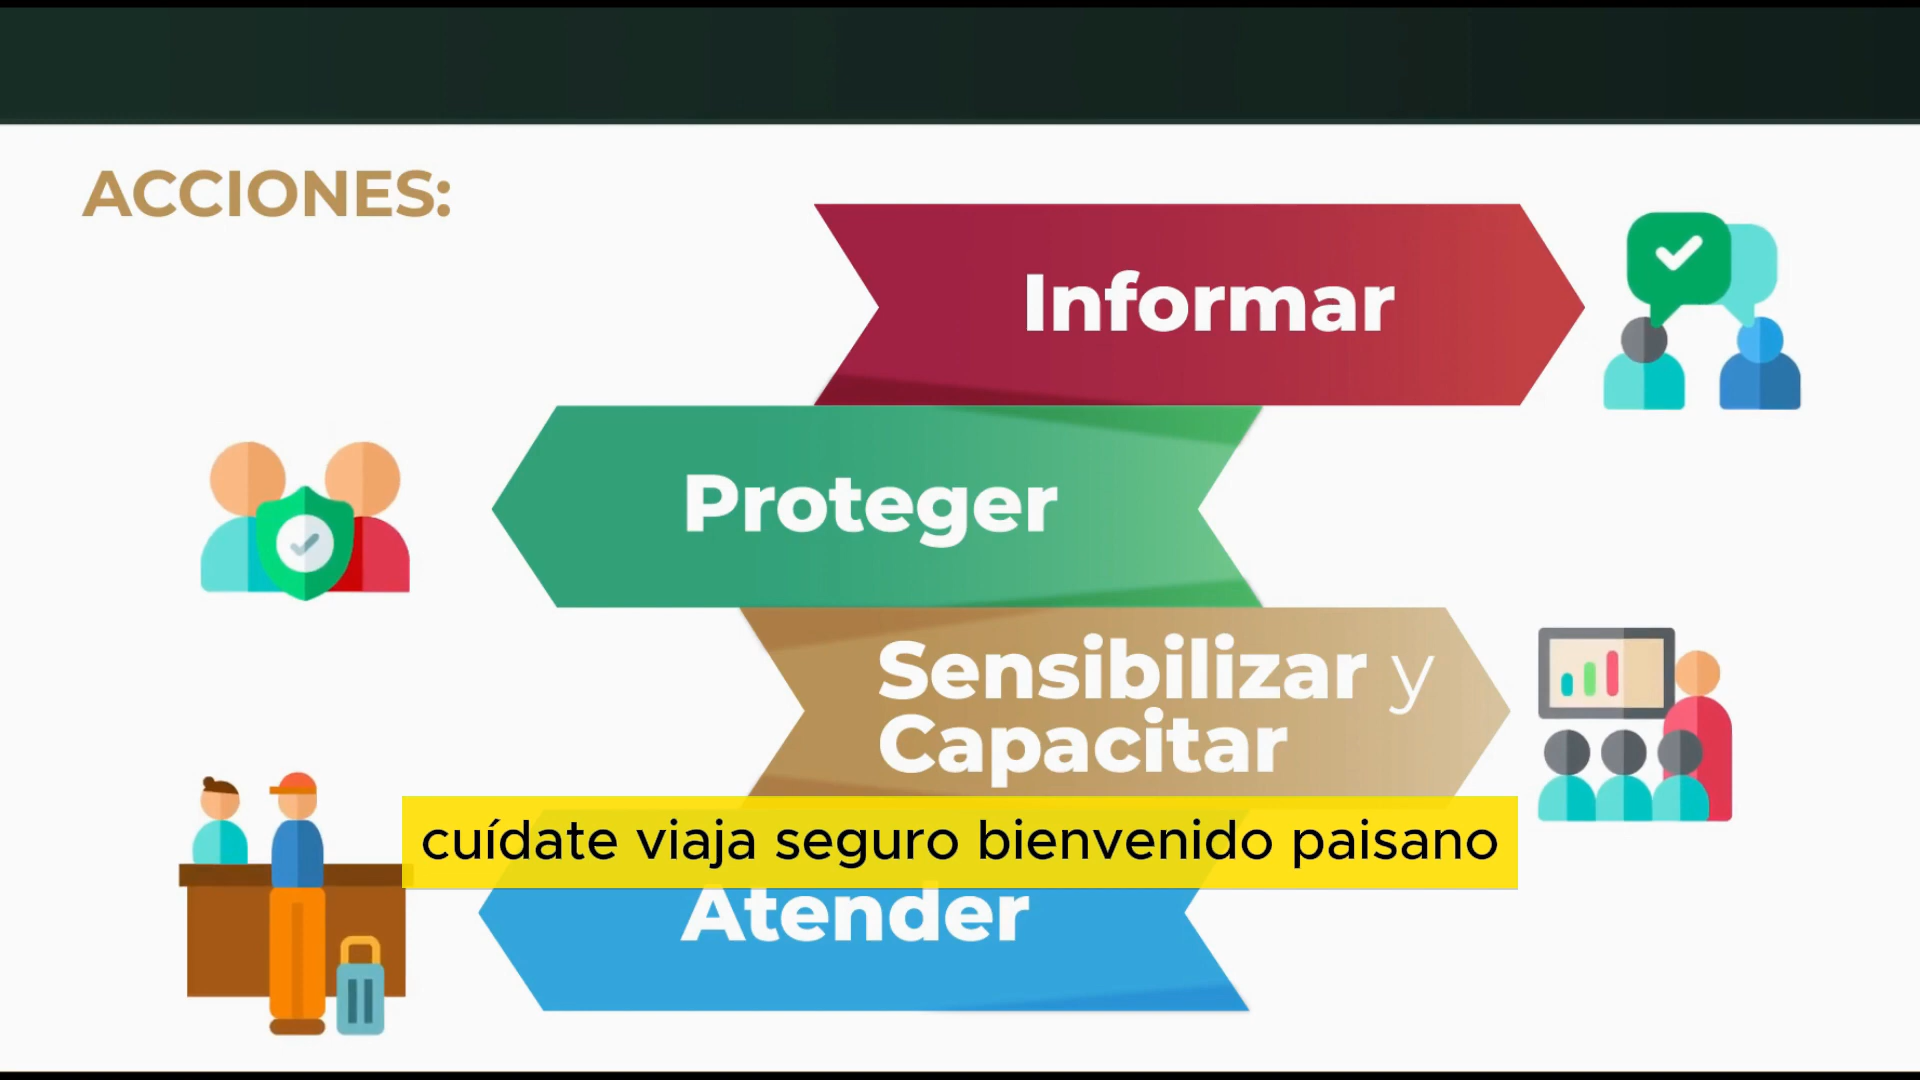 ACCIONES:
Informar
Proteger
Sensibilizar y
Capacitar
cuídate viaja seguro bienvenido paisano
Atender